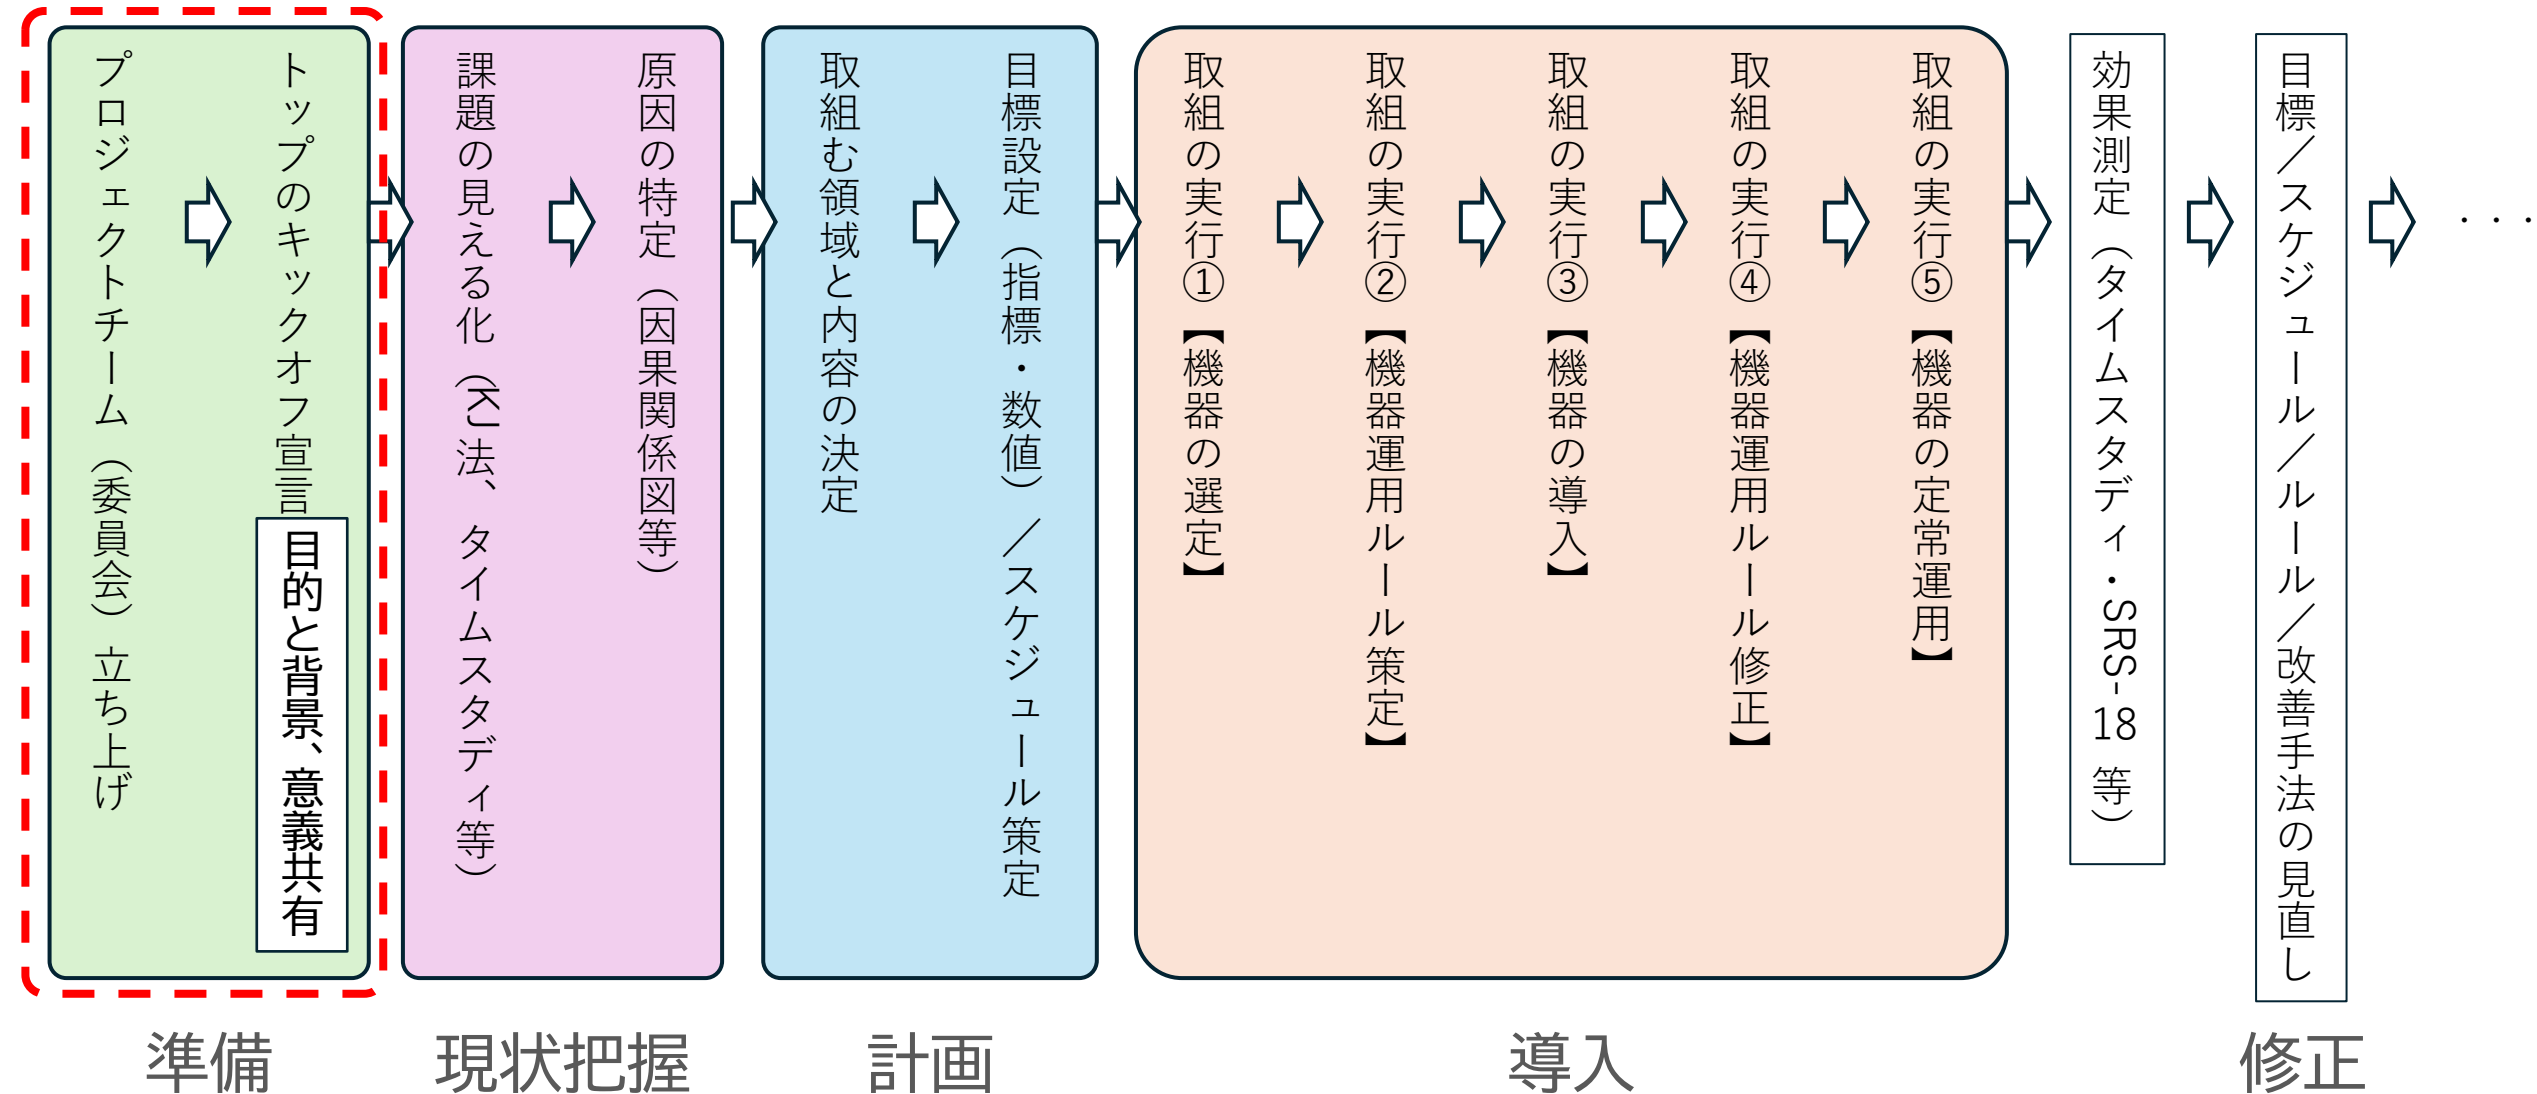 プロジェクトチーム（委員会）立ち上げ
トップのキックオフ宣言
目的と背景、意義共有
課題の見える化（KJ法、タイムスタディ等）
原因の特定（因果関係図等）
取組む領域と内容の決定
目標設定（指標・数値）／スケジュール策定
取組の実行①【機器の選定】
取組の実行②【機器運用ルール策定】
取組の実行③【機器の導入】
取組の実行④【機器運用ルール修正】
取組の実行⑤【機器の定常運用】
効果測定（タイムスタディ・SRS-18等）
目標／スケジュール／ルール／改善手法の見直し
・・・
準備
現状把握
計画
導入
修正